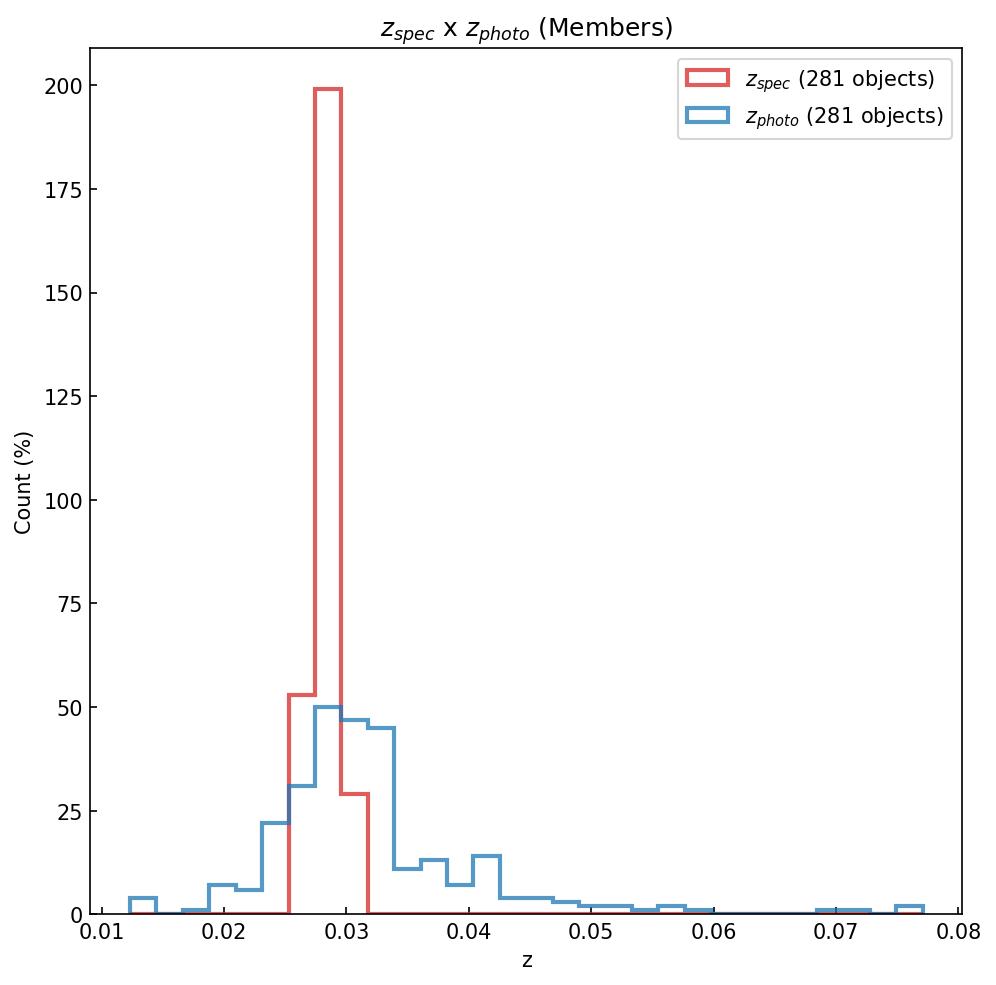 z_spec x z_photo (Members)
z_spec (281 objects)
z_photo (281 objects)
Count (%)
200
175
150
125
100
75
50
25
0
0.01 0.02 0.03 0.04 0.05 0.06 0.07 0.08
z